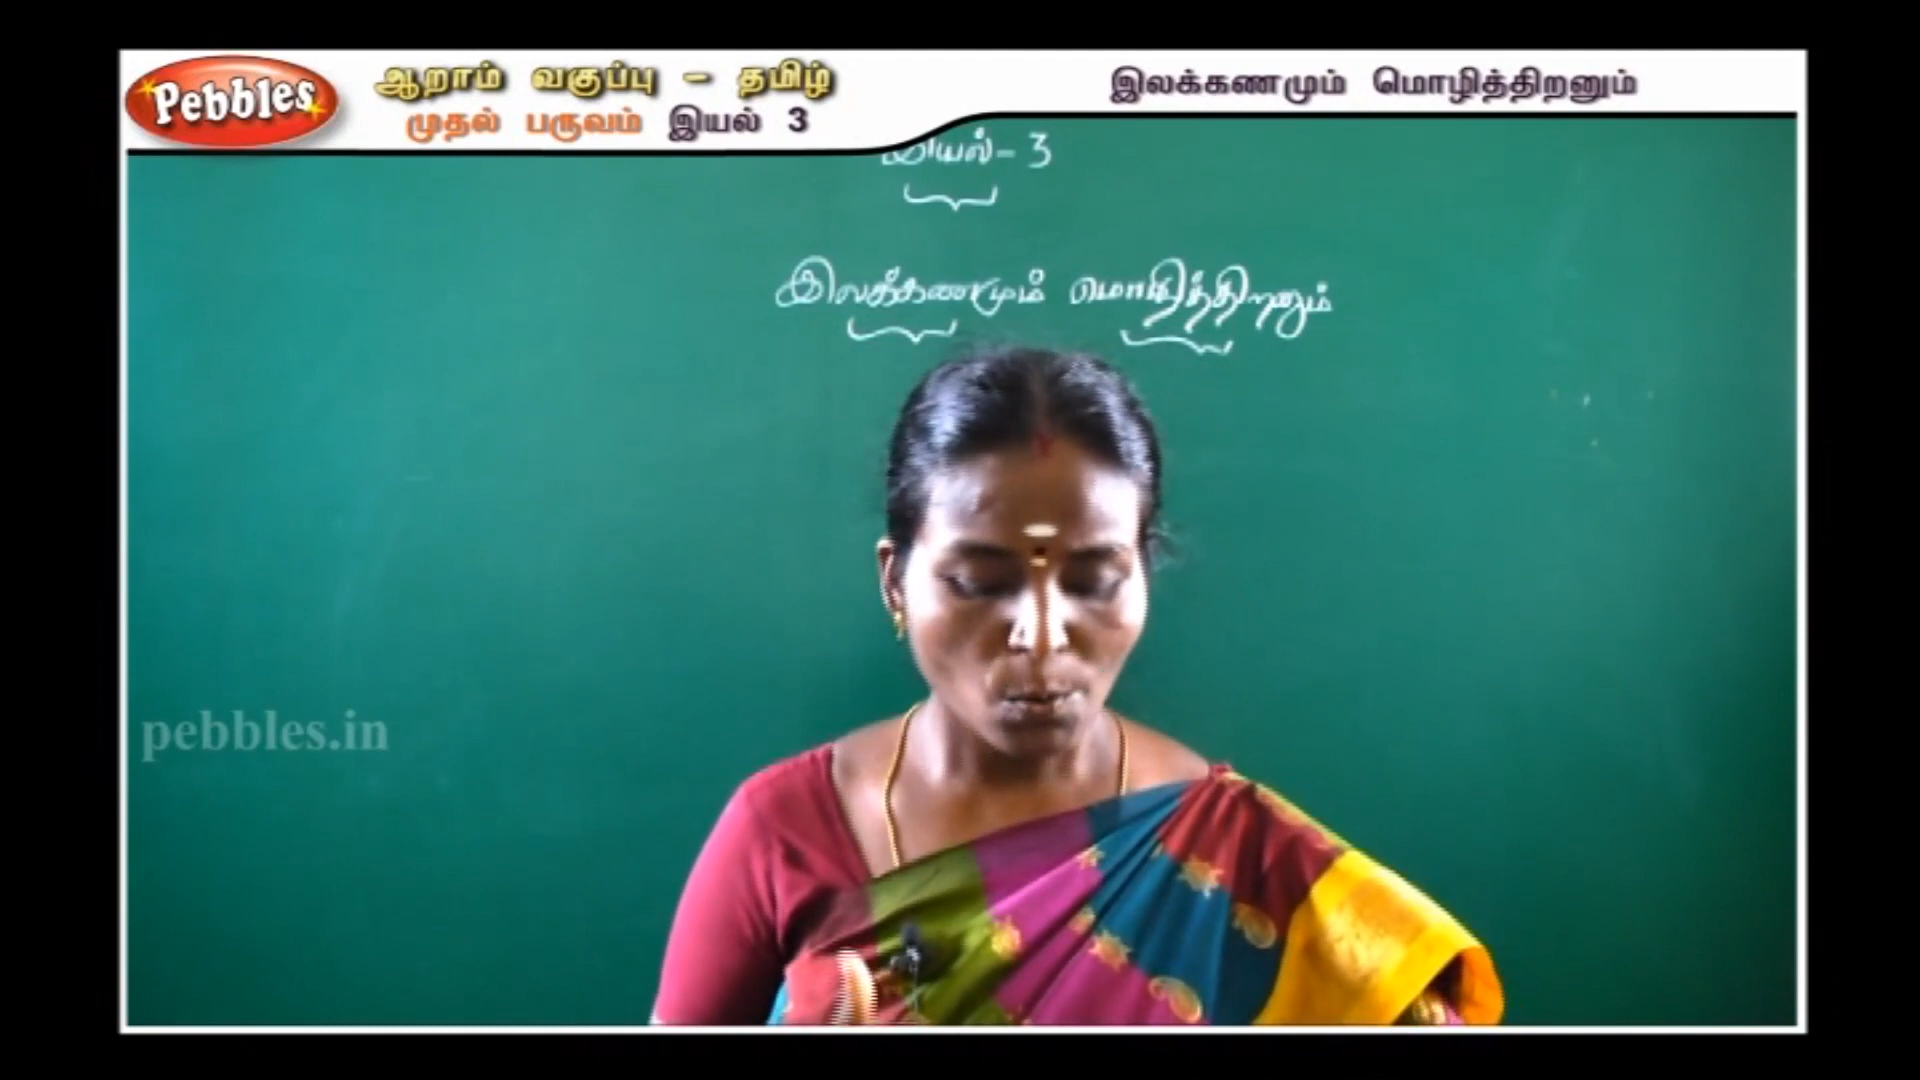 Pebbles
ஆறாம் வகுப்பு - தமிழ்
முதல் பருவம் இயல் 3
இலக்கணமும் மொழித்திறனும்
இயல் - 3
இலக்கணமும் மொழித்திறனும்
pebbles.in